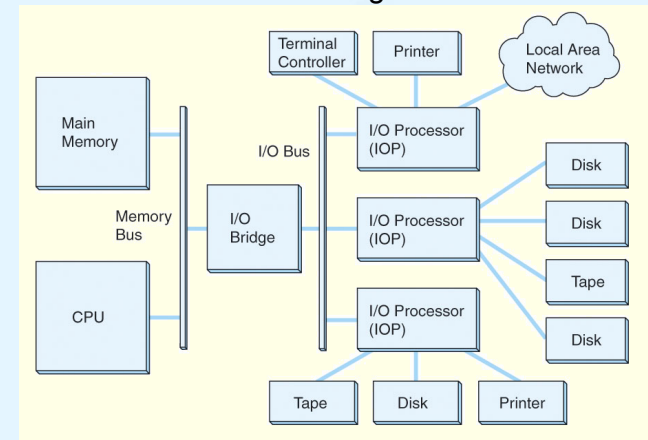 Terminal
Controller
Printer
Local Area
Network
Main
Memory
I/O Bus
I/O Processor
(IOP)
Disk
Memory
Bus
I/O
Bridge
I/O Processor
(IOP)
Disk
Tape
CPU
I/O Processor
(IOP)
Disk
Tape
Disk
Printer